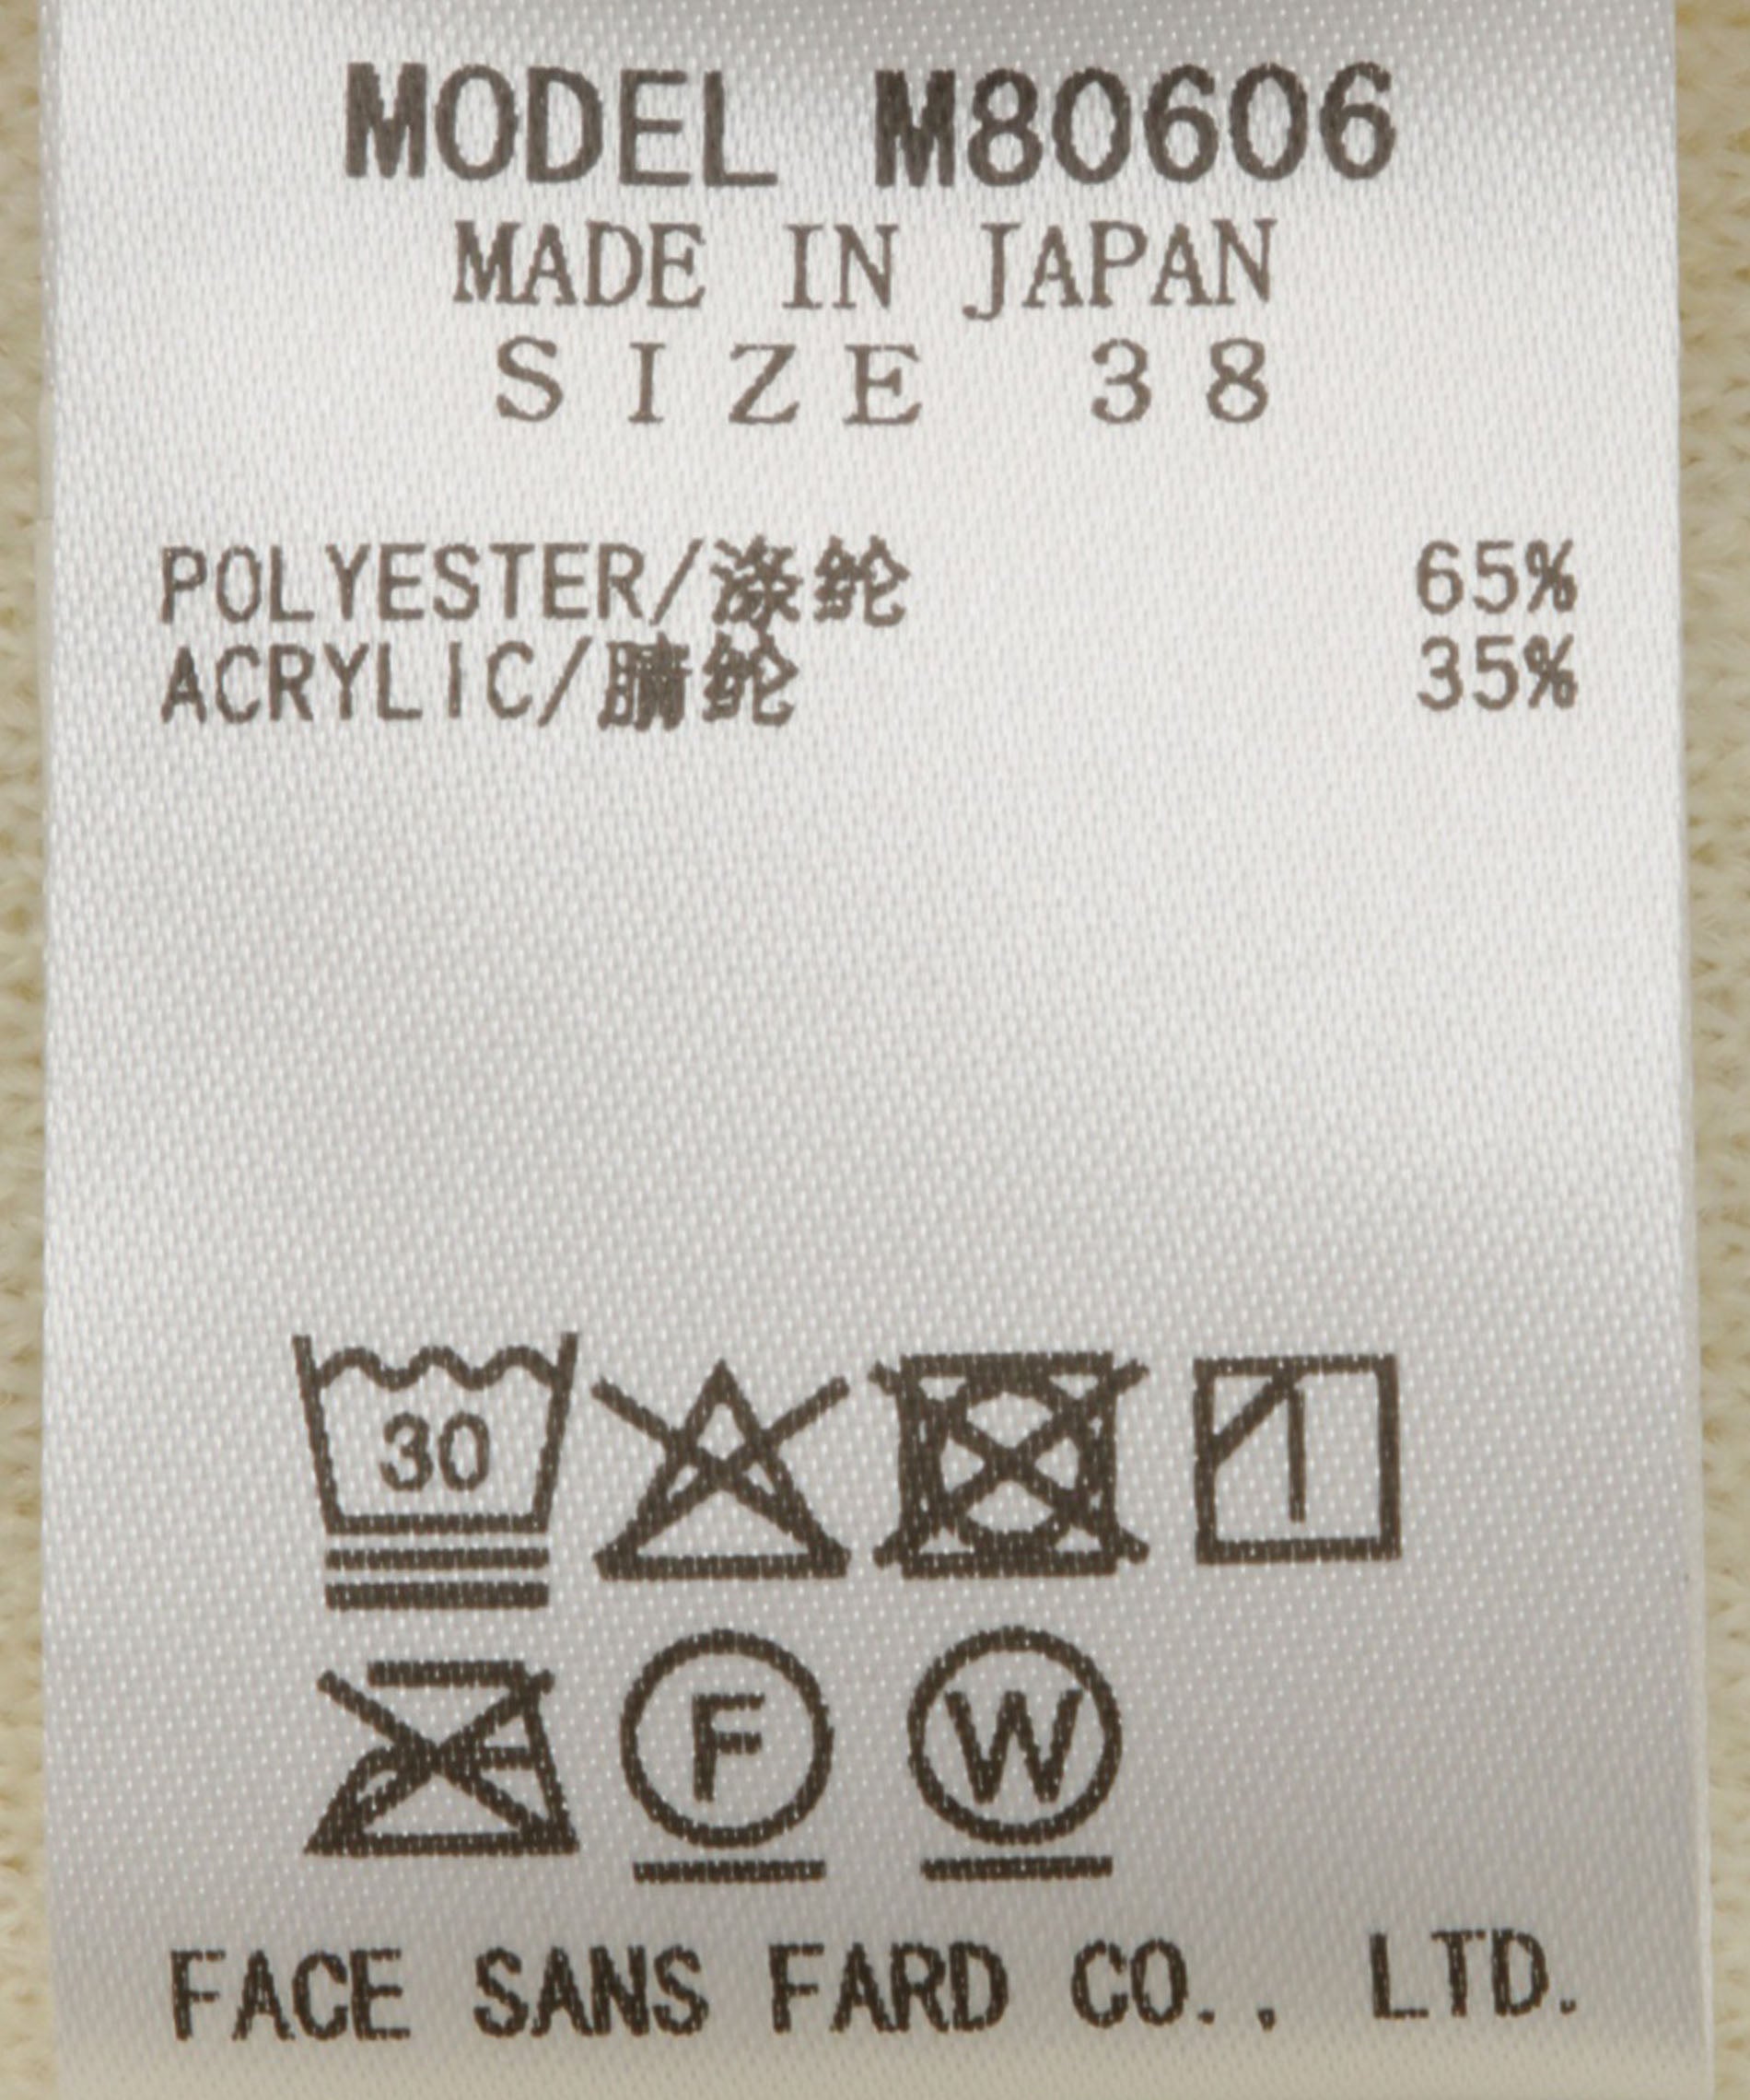 MODEL M80606
MADE IN JAPAN
SIZE 38
POLYESTER/涤纶 65%
ACRYLIC/腈纶 35%
30
F W
FACE SANS FARD CO., LTD.